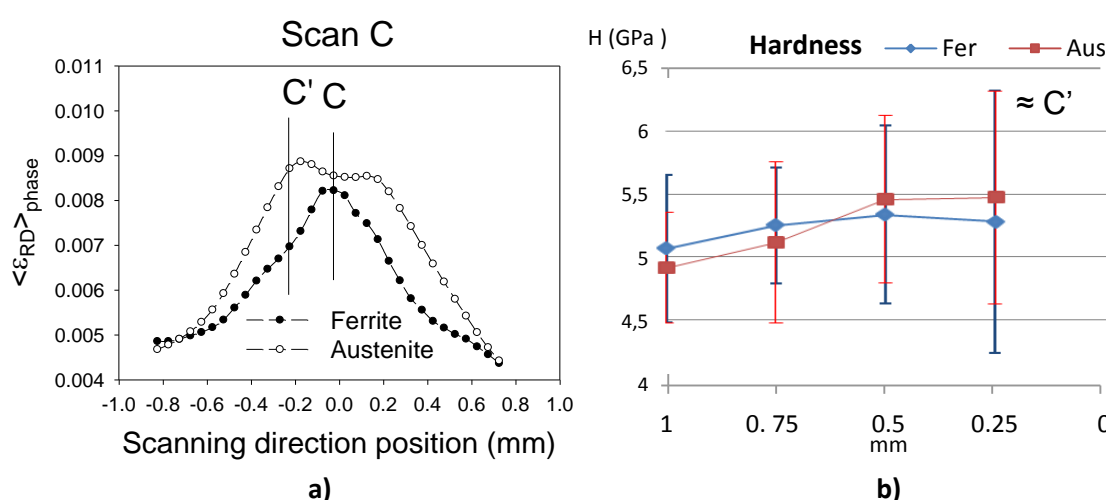 Scan C
0.011
0.010
0.009
0.008
0.007
0.006
0.005
0.004
<εRD>phase
C' C
Ferrite
Austenite
-1.0 -0.8 -0.6 -0.4 -0.2 0.0 0.2 0.4 0.6 0.8 1.0
Scanning direction position (mm)
a)
H (GPa )
Hardness Fer Aus
6,5
6
5,5
5
4,5
4
≈ C’
1 0. 75 0.5 0.25 0
mm
b)